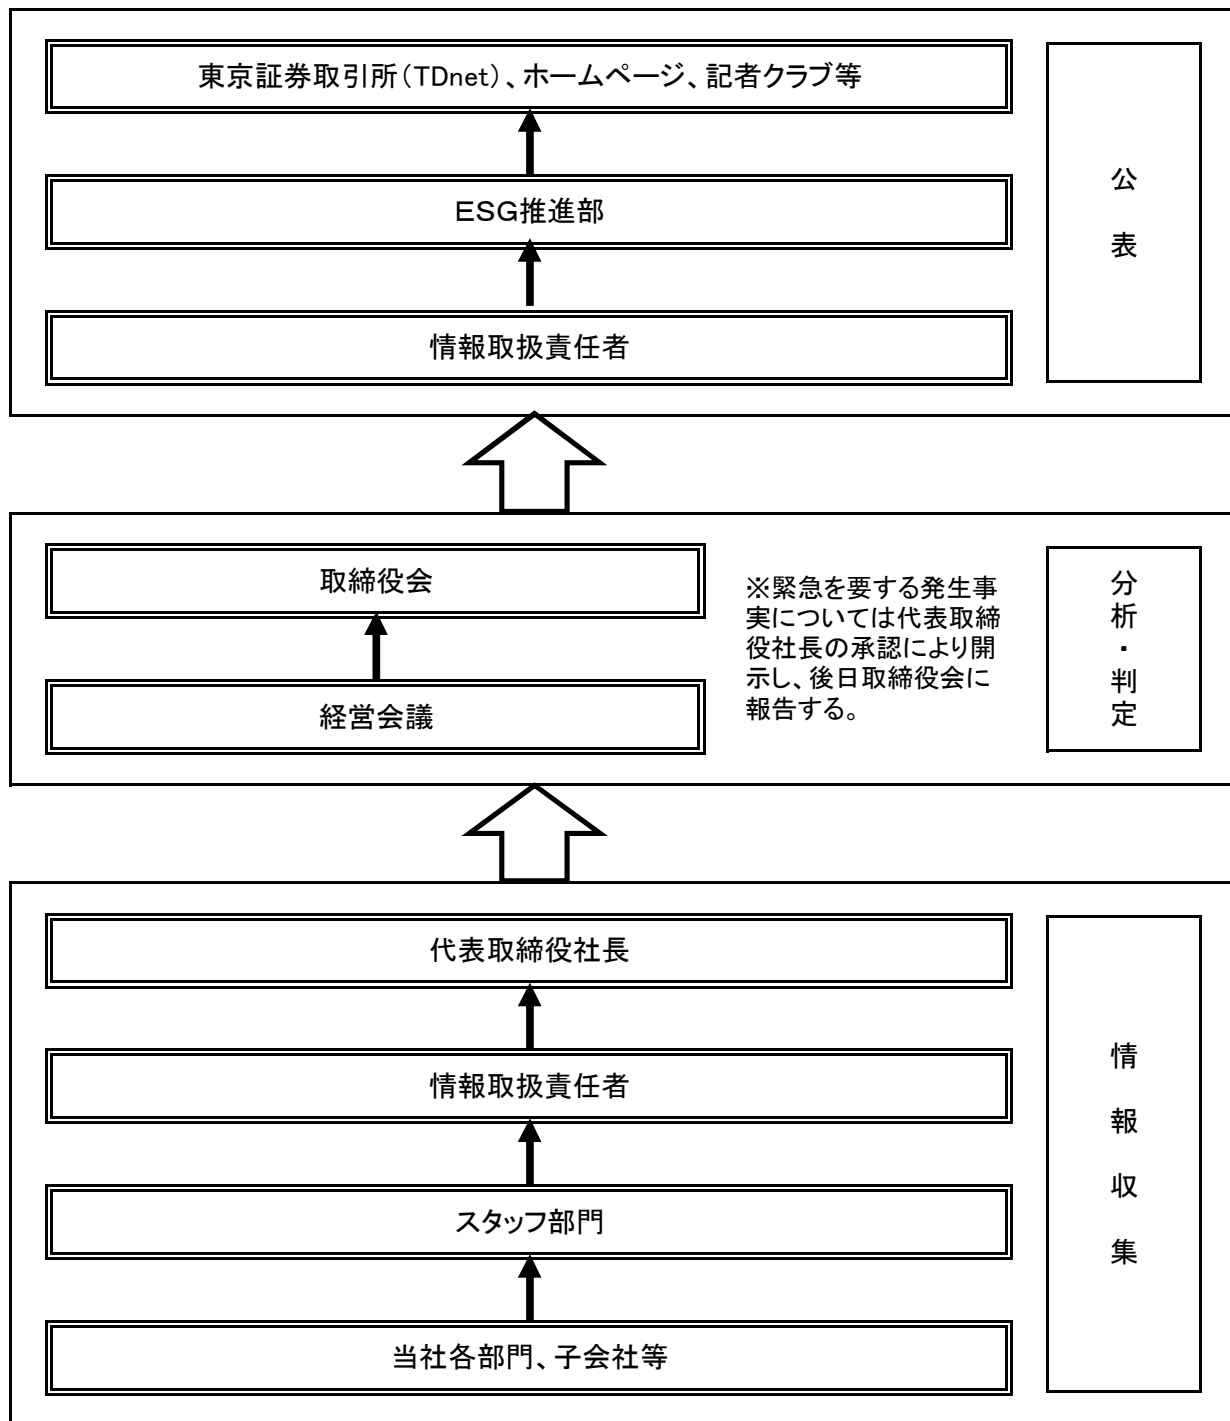 東京証券取引所（TDnet）、ホームページ、記者クラブ等
ESG推進部
情報取扱責任者
公表
取締役会
経営会議
※緊急を要する発生事
実については代表取締
役社長の承認により開
示し、後日取締役会に
報告する。
分析・判定
代表取締役社長
情報取扱責任者
スタッフ部門
当社各部門、子会社等
情報収集